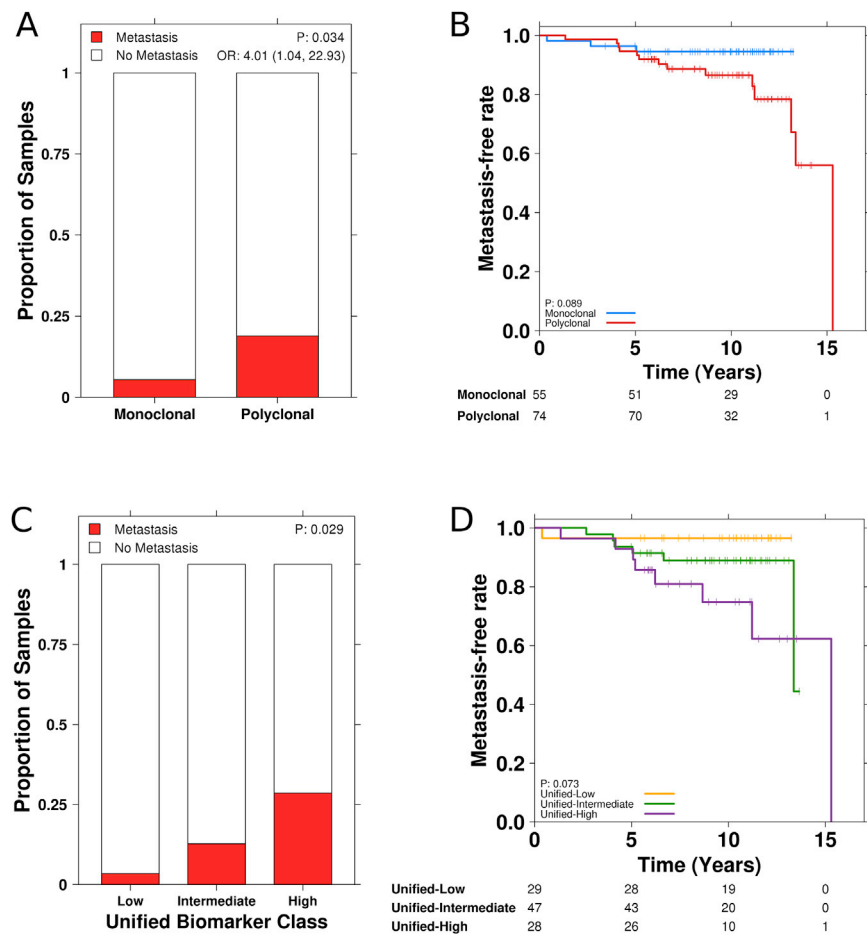 A
Metastasis P: 0.034
No Metastasis OR: 4.01 (1.04, 22.93)
1
0.75
0.5
0.25
0
Proportion of Samples
Monoclonal Polyclonal
B
1.0
0.8
0.6
0.4
0.2
0.0
Metastasis-free rate
P: 0.089
Monoclonal
Polyclonal
0 5 10 15
Time (Years)
Monoclonal 55 51 29 0
Polyclonal 74 70 32 1
C
Metastasis P: 0.029
No Metastasis
1
0.75
0.5
0.25
0
Proportion of Samples
Low Intermediate High
Unified Biomarker Class
D
1.0
0.8
0.6
0.4
0.2
0.0
Metastasis-free rate
P: 0.073
Unified-Low
Unified-Intermediate
Unified-High
0 5 10 15
Time (Years)
Unified-Low 29 28 19 0
Unified-Intermediate 47 43 20 0
Unified-High 28 26 10 1